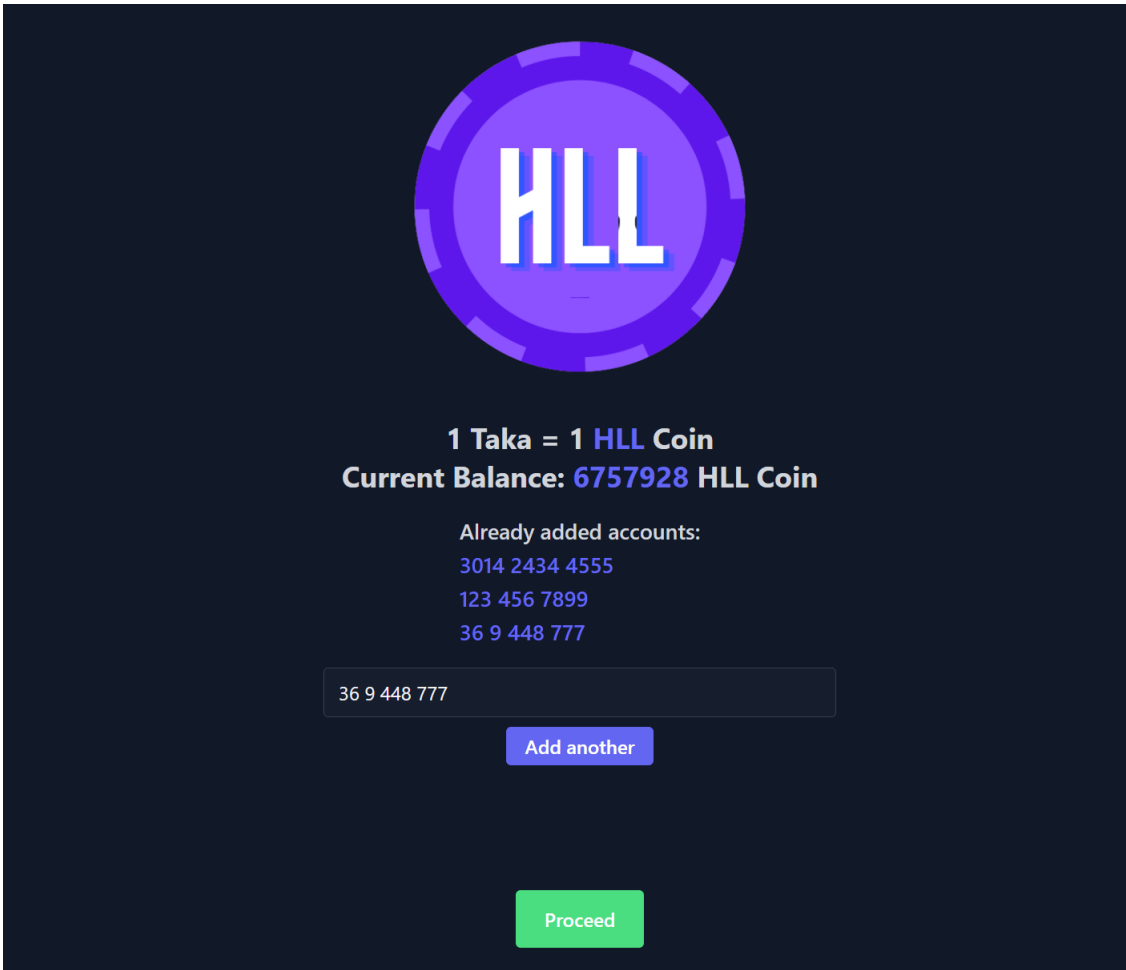 HLL
1 Taka = 1 HLL Coin
Current Balance: 6757928 HLL Coin
Already added accounts:
3014 2434 4555
123 456 7899
36 9 448 777
36 9 448 777
Add another
Proceed